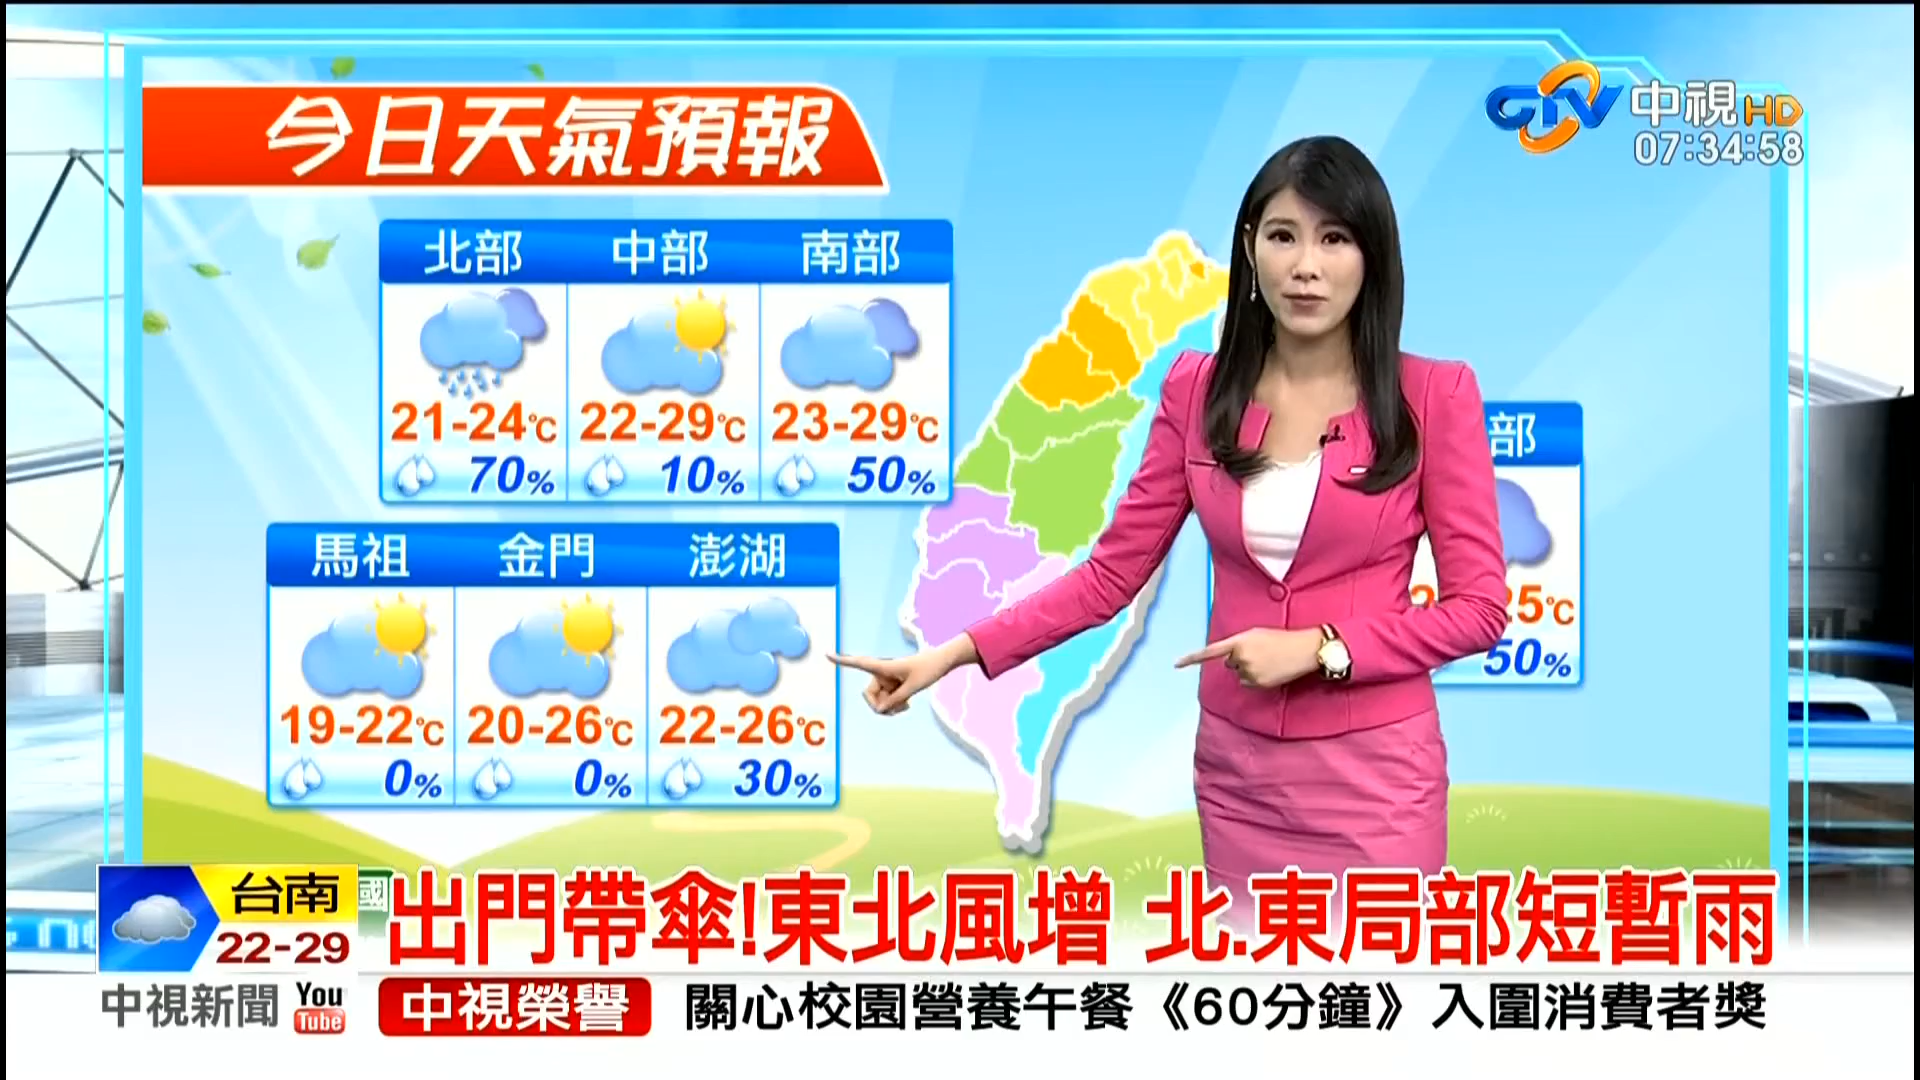 今日天氣預報
CTV 中視HD
07:34:58
北部 中部 南部
21-24℃ 22-29℃ 23-29℃
70% 10% 50%
部
25℃
50%
馬祖 金門 澎湖
19-22℃ 20-26℃ 22-26℃
0% 0% 30%
台南
22-29
國
出門帶傘!東北風增 北.東局部短暫雨
中視新聞 You Tube
中視榮譽 關心校園營養午餐《60分鐘》入圍消費者獎